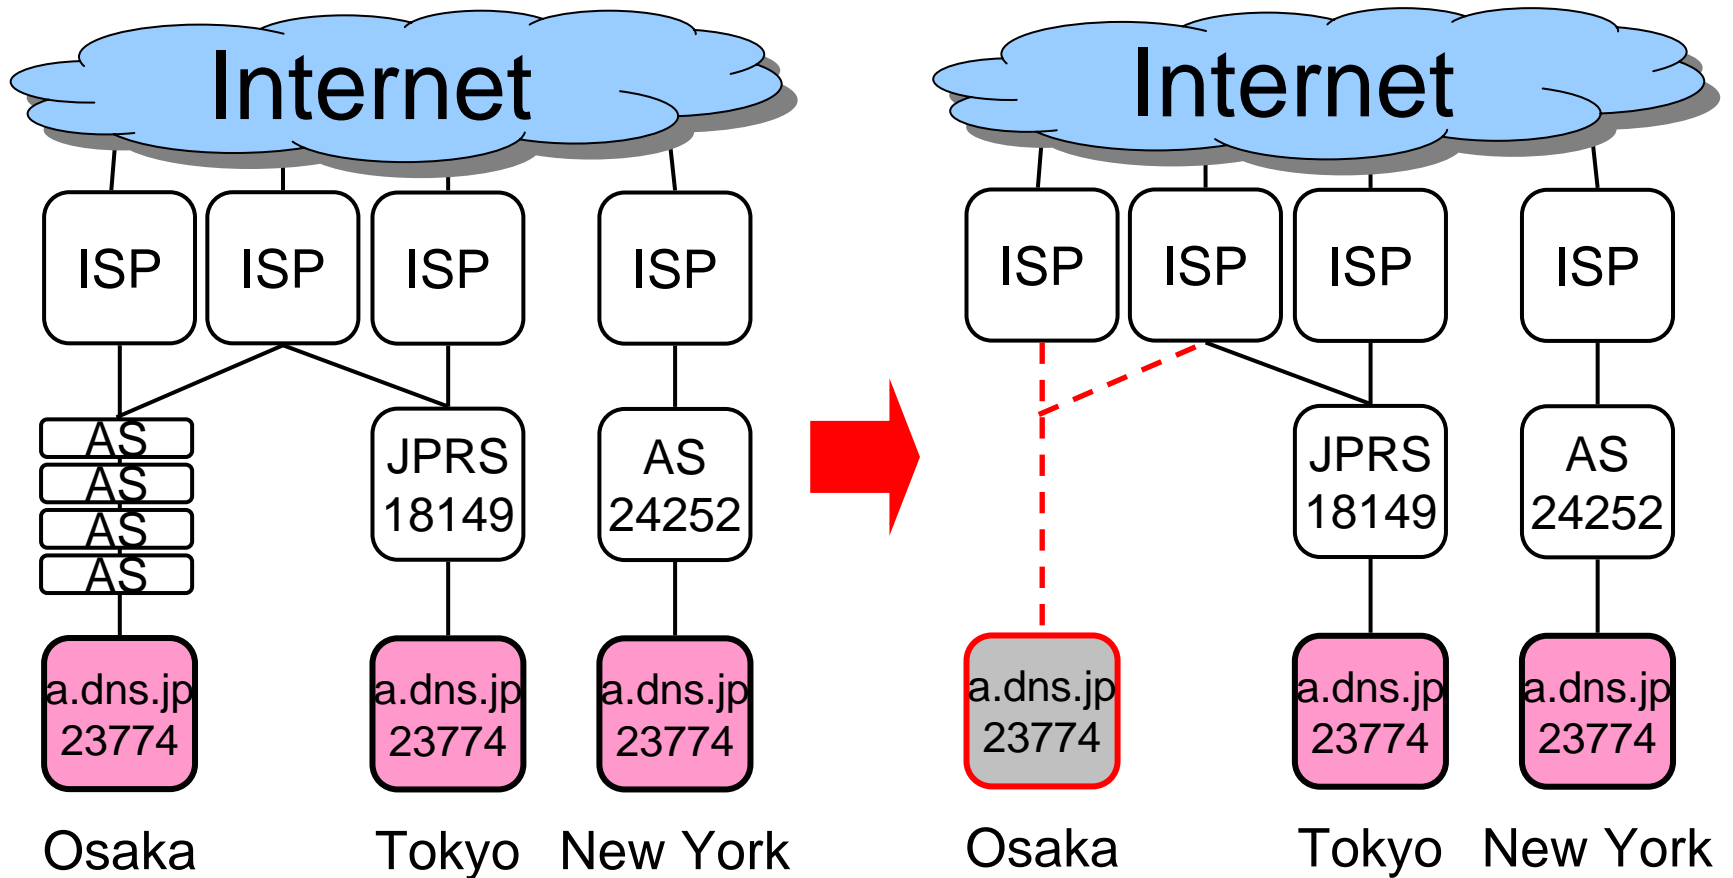 Internet
ISP
ISP
ISP
ISP
AS
AS
AS
AS
JPRS
18149
AS
24252
a.dns.jp
23774
a.dns.jp
23774
a.dns.jp
23774
Osaka
Tokyo
New York
Internet
ISP
ISP
ISP
ISP
JPRS
18149
AS
24252
a.dns.jp
23774
a.dns.jp
23774
a.dns.jp
23774
Osaka
Tokyo
New York